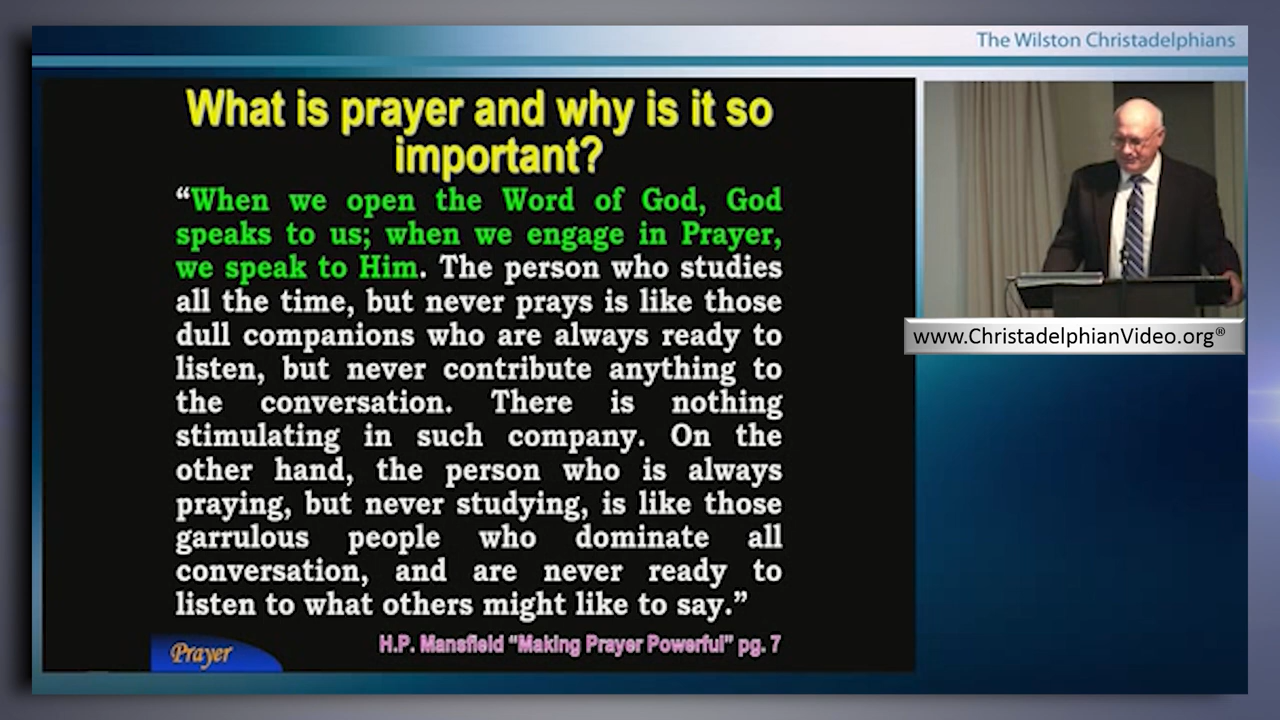 The Wilston Christadelphians
What is prayer and why is it so
important?
“When we open the Word of God, God
speaks to us; when we engage in Prayer,
we speak to Him. The person who studies
all the time, but never prays is like those
dull companions who are always ready to
listen, but never contribute anything to
the conversation. There is nothing
stimulating in such company. On the
other hand, the person who is always
praying, but never studying, is like those
garrulous people who dominate all
conversation, and are never ready to
listen to what others might like to say.”
H.P. Mansfield “Making Prayer Powerful” pg. 7
Prayer
www.ChristadelphianVideo.org®